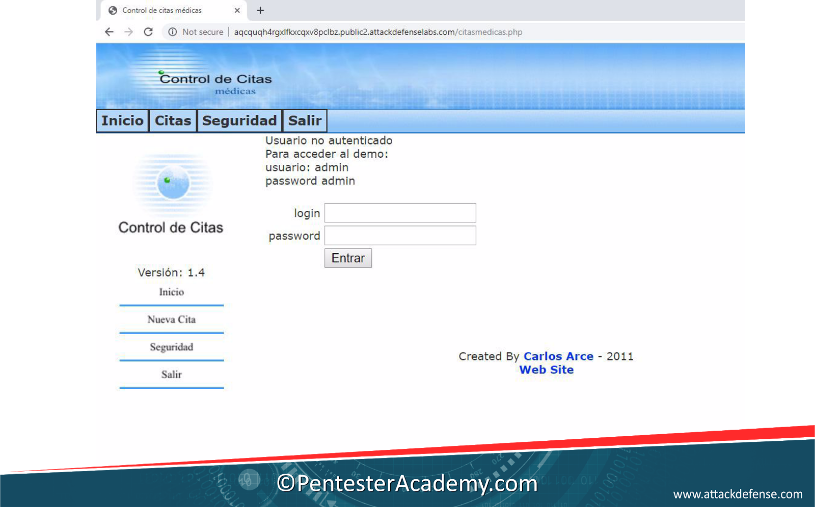 Control de citas médicas
Not secure
aqcquqh4rgxlfkxcqxv8pclbz.public2.attackdefenselabs.com/citasmedicas.php
Control de Citas
médicas
Inicio Citas Seguridad Salir
Usuario no autenticado
Para acceder al demo:
usuario: admin
password admin
login
password
Entrar
Control de Citas
Versión: 1.4
Inicio
Nueva Cita
Seguridad
Salir
Created By Carlos Arce - 2011
Web Site
©PentesterAcademy.com
www.attackdefense.com